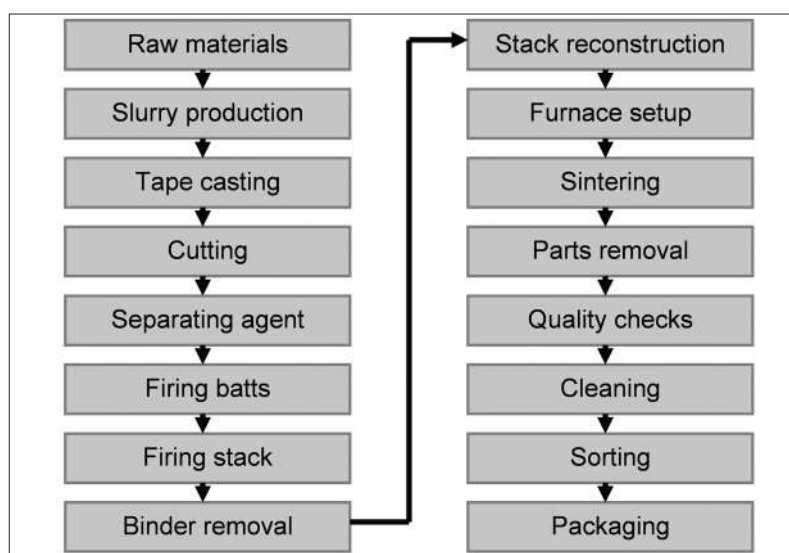 Raw materials
Slurry production
Tape casting
Cutting
Separating agent
Firing batts
Firing stack
Binder removal
Stack reconstruction
Furnace setup
Sintering
Parts removal
Quality checks
Cleaning
Sorting
Packaging